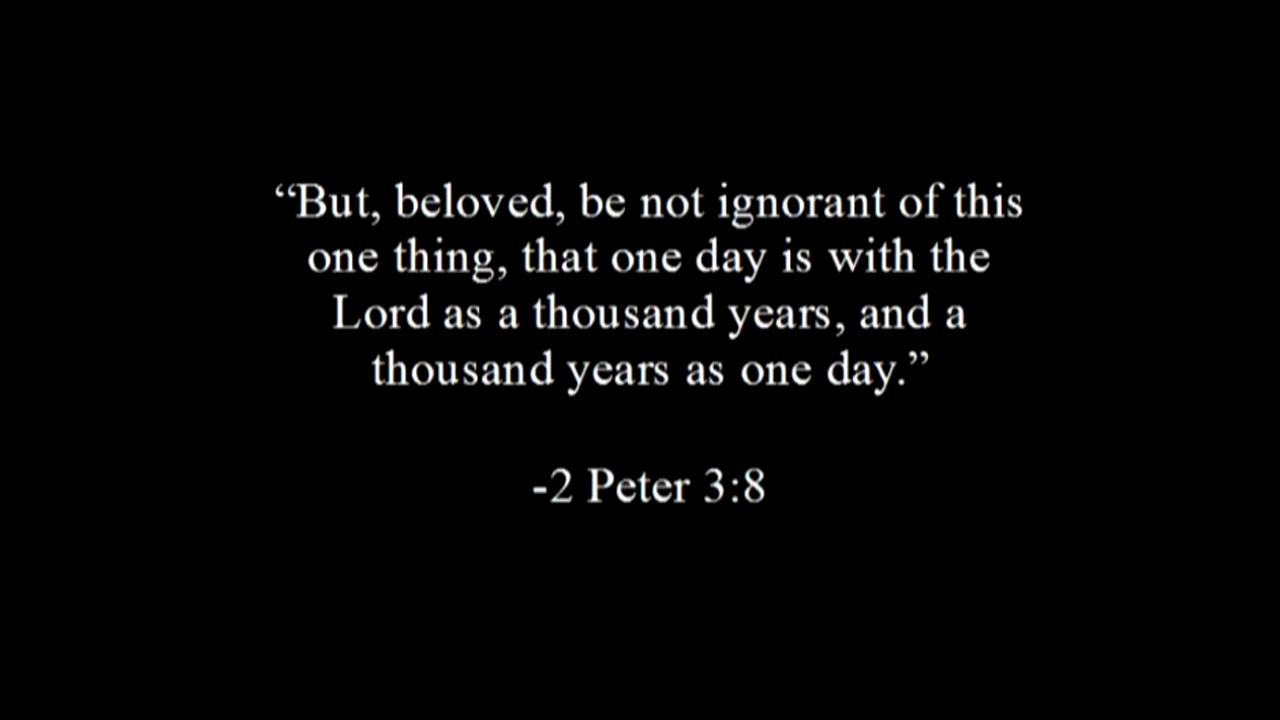 “But, beloved, be not ignorant of this
one thing, that one day is with the
Lord as a thousand years, and a
thousand years as one day.”
-2 Peter 3:8